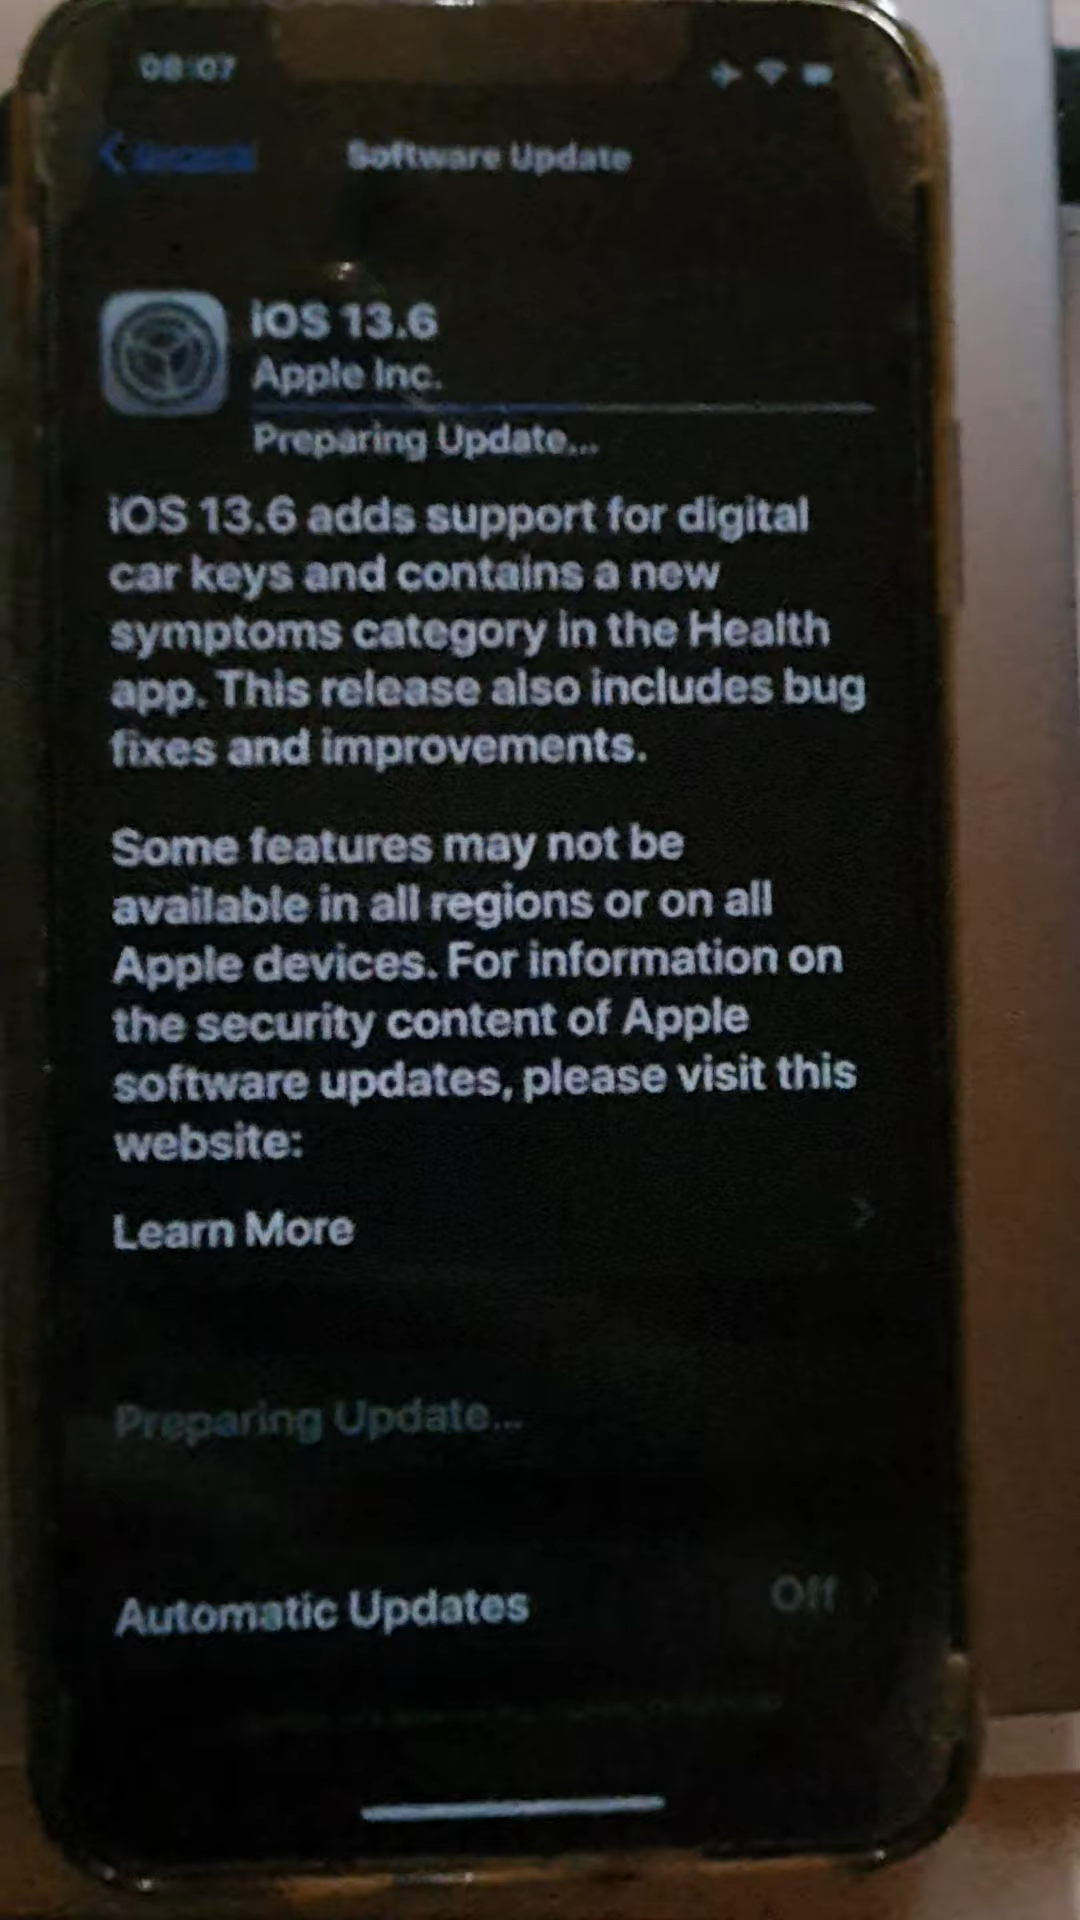 08:07
Software Update
iOS 13.6
Apple Inc.
Preparing Update...
iOS 13.6 adds support for digital
car keys and contains a new
symptoms category in the Health
app. This release also includes bug
fixes and improvements.
Some features may not be
available in all regions or on all
Apple devices. For information on
the security content of Apple
software updates, please visit this
website:
Learn More
Preparing Update...
Automatic Updates Off